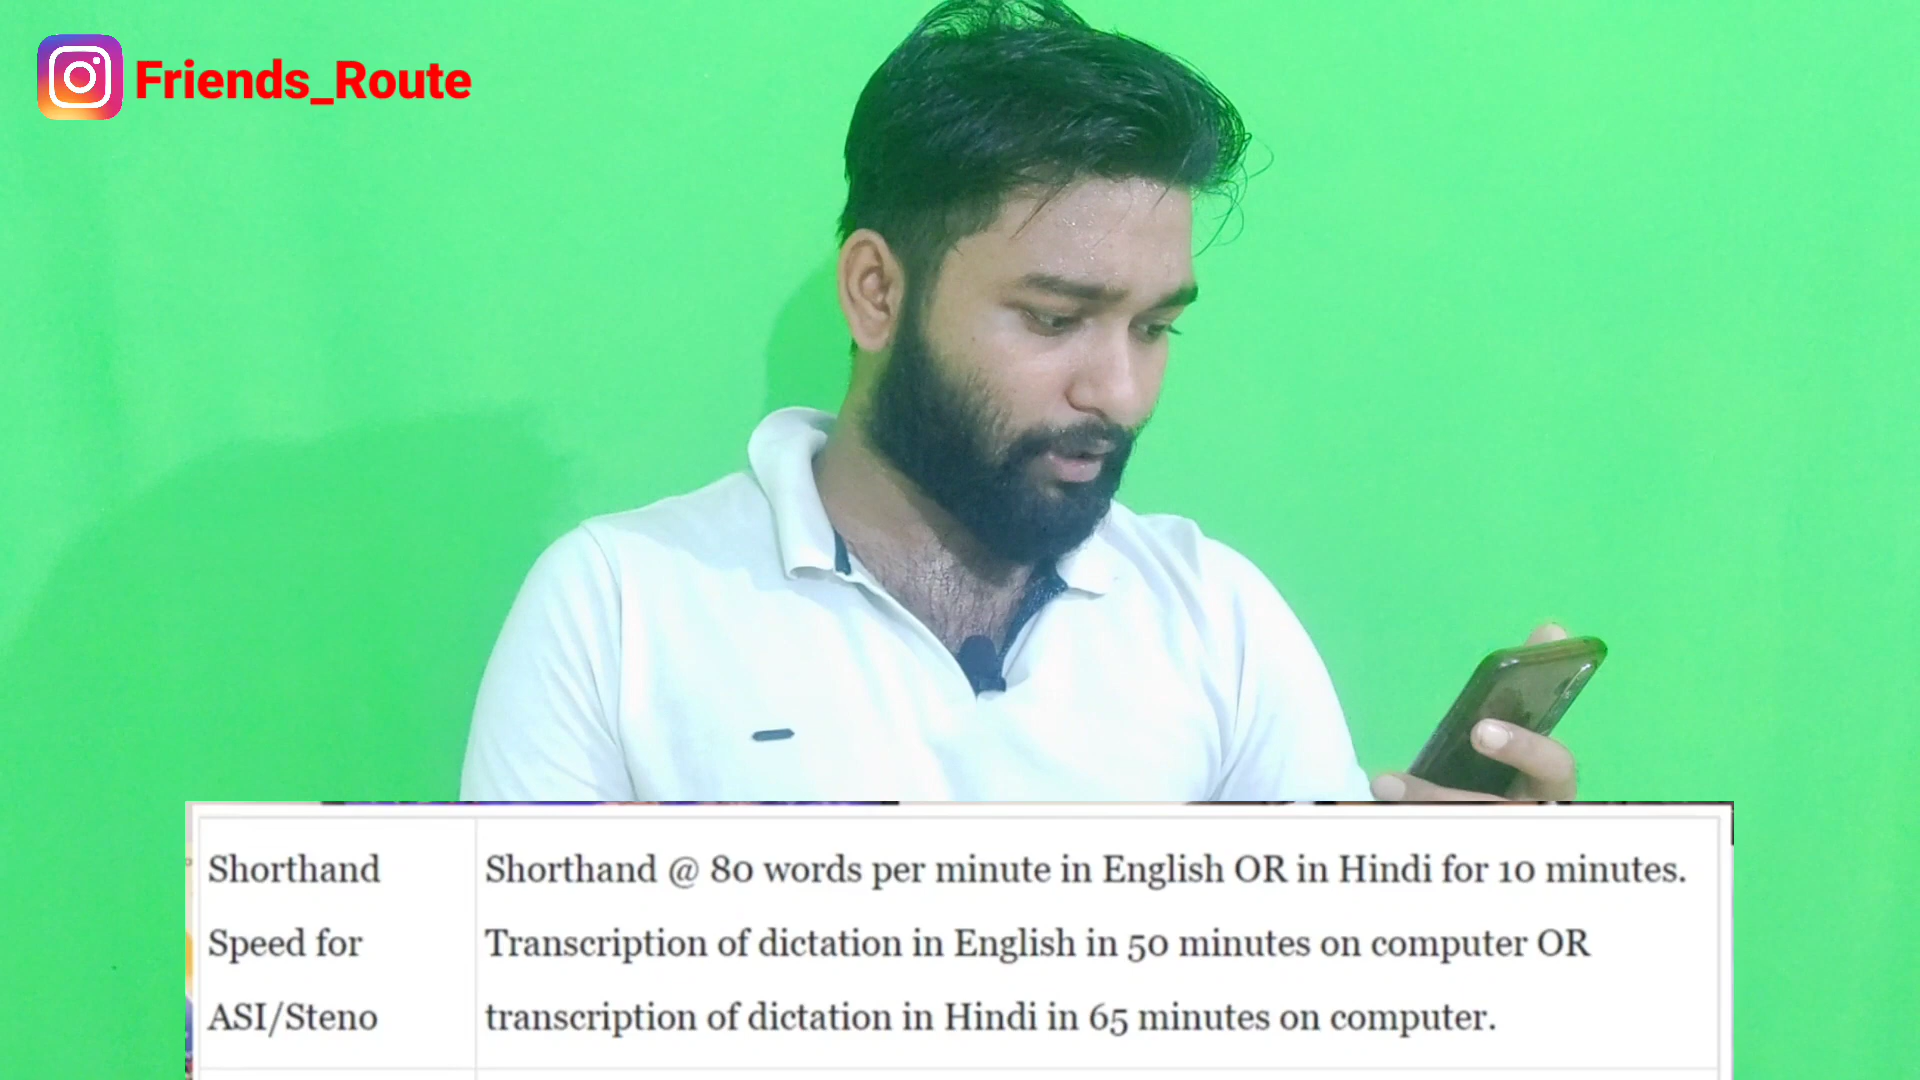 Friends_Route
Shorthand
Speed for
ASI/Steno
Shorthand @ 80 words per minute in English OR in Hindi for 10 minutes.
Transcription of dictation in English in 50 minutes on computer OR
transcription of dictation in Hindi in 65 minutes on computer.